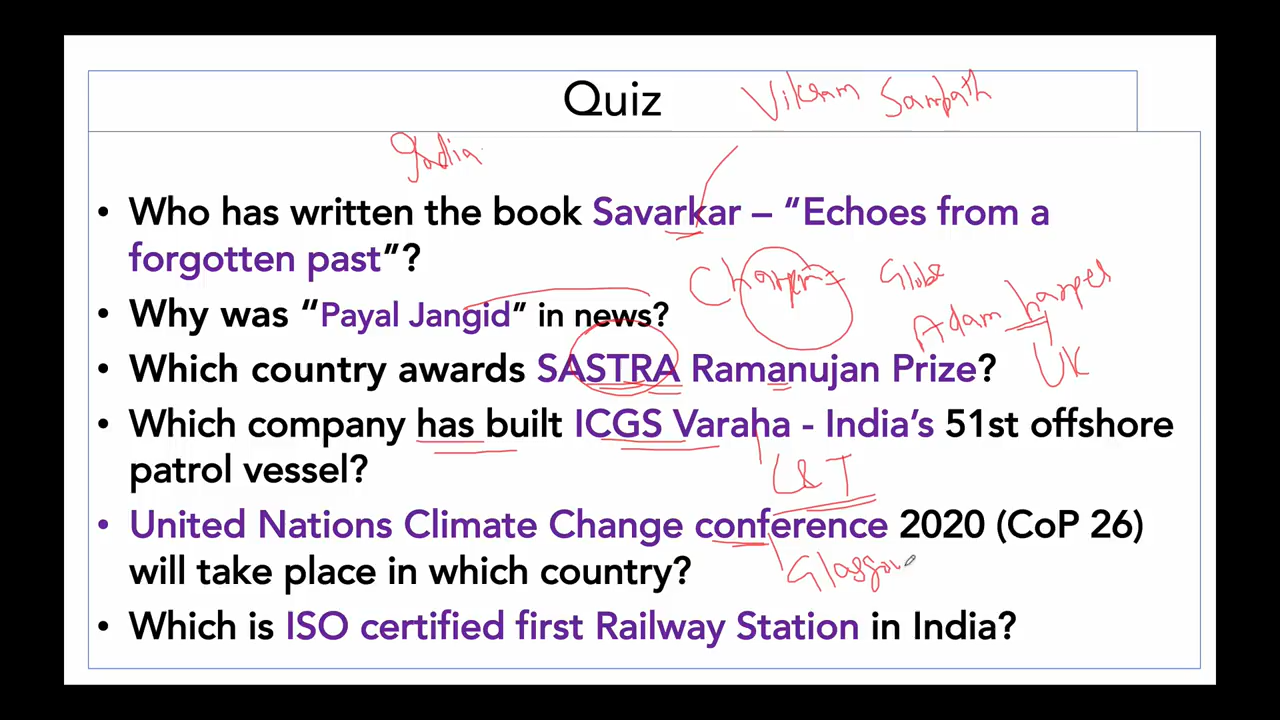 Quiz
Vikram Sampath
India
• Who has written the book Savarkar – “Echoes from a
forgotten past”?
• Why was “Payal Jangid” in news?
Globe
Adam harper
UK
• Which country awards SASTRA Ramanujan Prize?
• Which company has built ICGS Varaha - India’s 51st offshore
patrol vessel?
L&T
• United Nations Climate Change conference 2020 (CoP 26)
will take place in which country?
Glasgow
• Which is ISO certified first Railway Station in India?